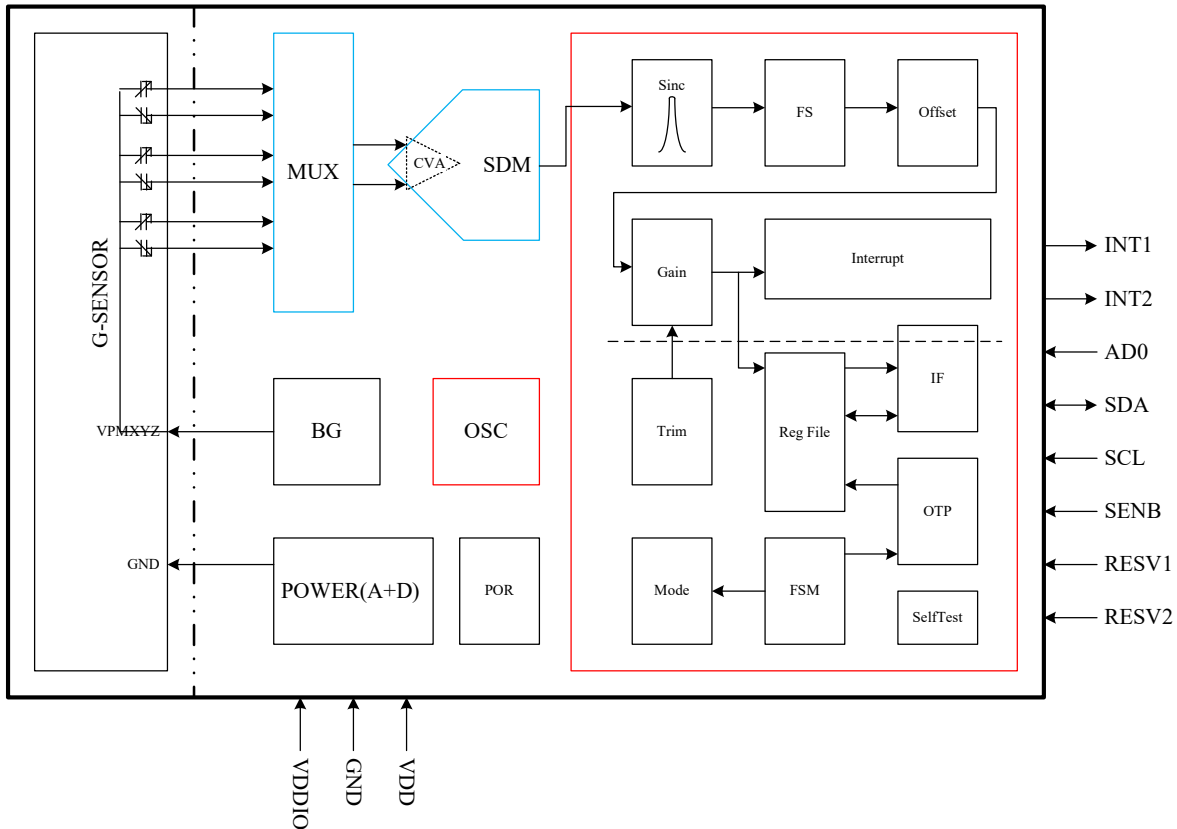 G-SENSOR
VPMXYZ
GND
MUX
CVA
SDM
BG
OSC
POWER(A+D)
POR
Sinc
FS
Offset
Gain
Interrupt
Trim
Reg File
IF
OTP
Mode
FSM
SelfTest
INT1
INT2
AD0
SDA
SCL
SENB
RESV1
RESV2
VDDIO
GND
VDD